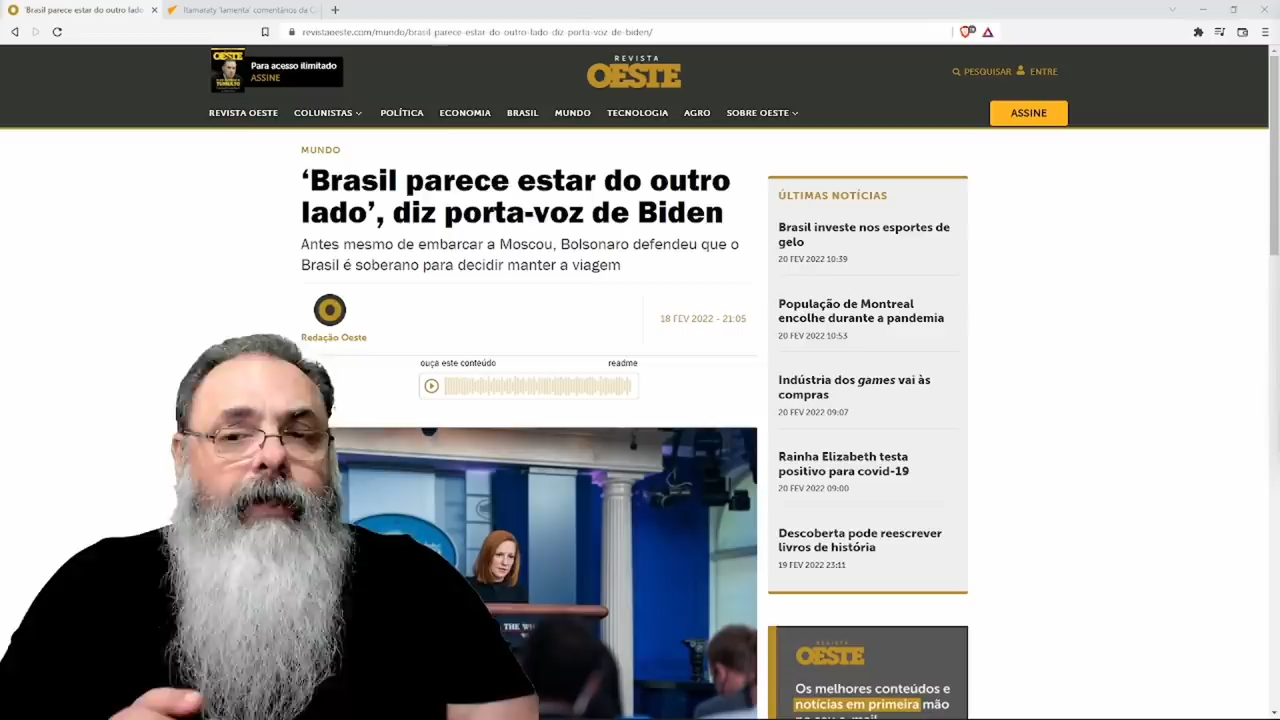 'Brasil parece estar do outro lado
Itamaraty 'lamenta' comentários da C
revistaoeste.com/mundo/brasil-parece-estar-do-outro-lado-diz-porta-voz-de-biden/
OESTE
Para acesso ilimitado
ASSINE
REVISTA
OESTE
PESQUISAR
ENTRE
REVISTA OESTE
COLUNISTAS
POLÍTICA
ECONOMIA
BRASIL
MUNDO
TECNOLOGIA
AGRO
SOBRE OESTE
ASSINE
MUNDO
‘Brasil parece estar do outro
lado’, diz porta-voz de Biden
Antes mesmo de embarcar a Moscou, Bolsonaro defendeu que o
Brasil é soberano para decidir manter a viagem
Redação Oeste
18 FEV 2022 - 21:05
ouça este conteúdo
readme
THE W
ÚLTIMAS NOTÍCIAS
Brasil investe nos esportes de
gelo
20 FEV 2022 10:39
População de Montreal
encolhe durante a pandemia
20 FEV 2022 10:53
Indústria dos games vai às
compras
20 FEV 2022 09:07
Rainha Elizabeth testa
positivo para covid-19
20 FEV 2022 09:00
Descoberta pode reescrever
livros de história
19 FEV 2022 23:11
REVISTA
OESTE
Os melhores conteúdos e
notícias em primeira mão